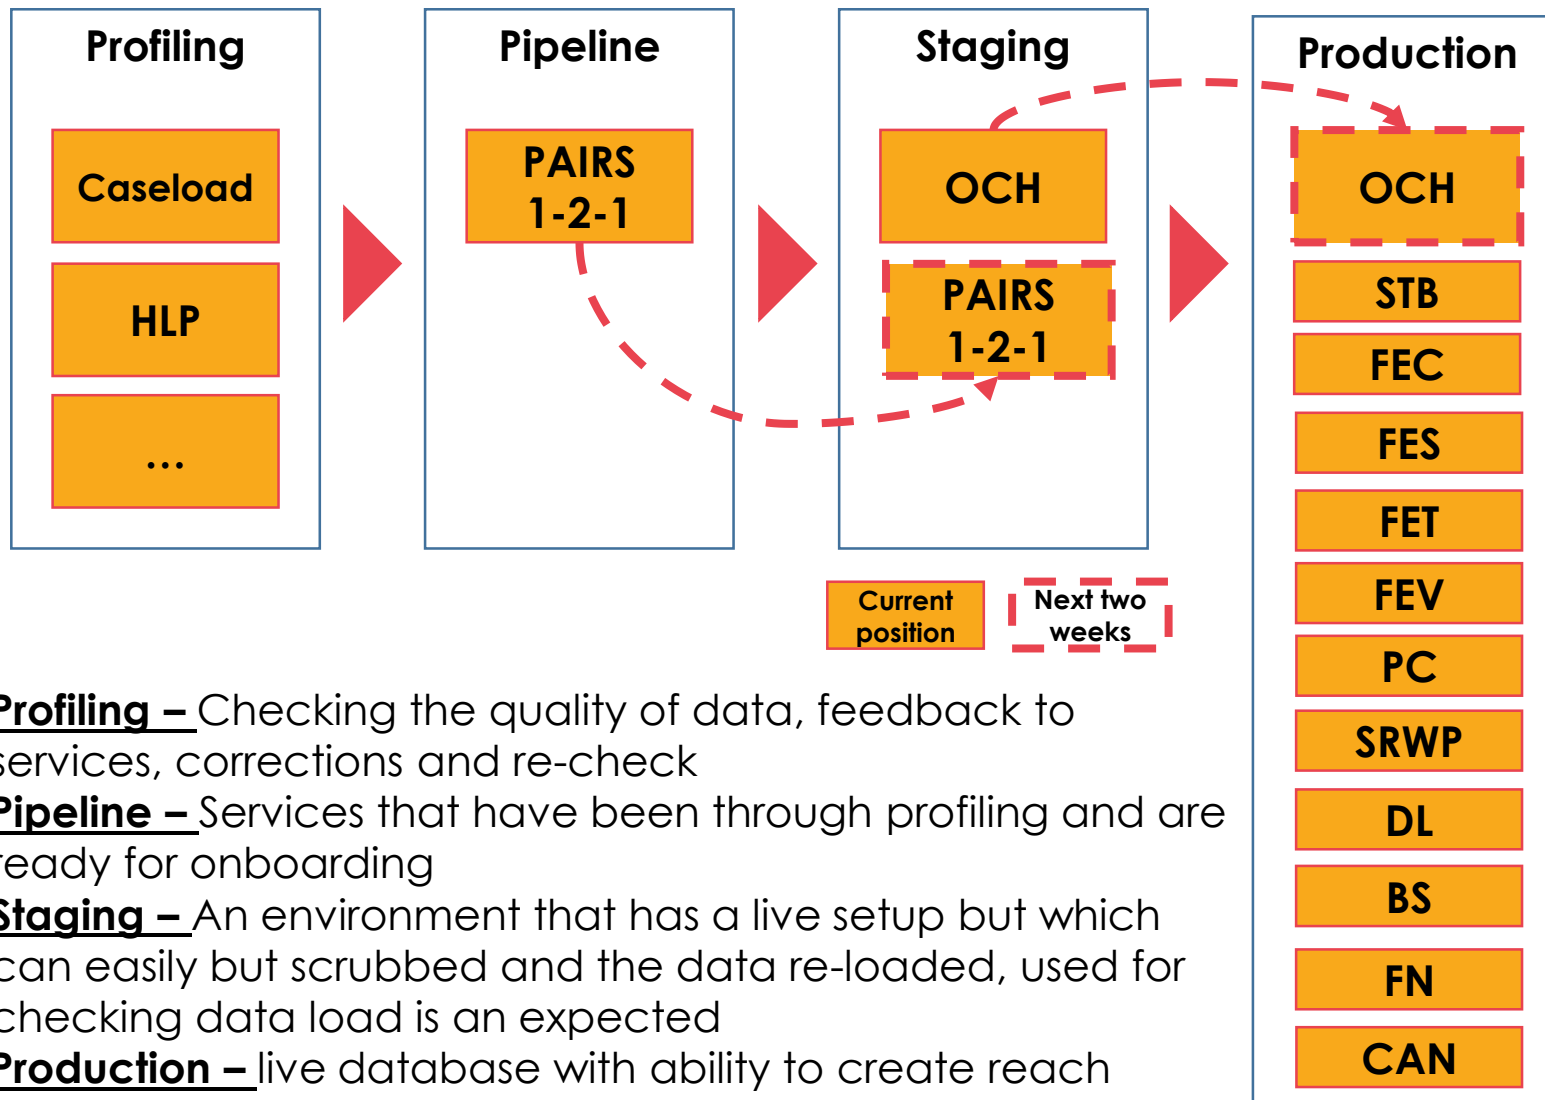 Profiling
Caseload
HLP
...
Pipeline
PAIRS
1-2-1
Staging
OCH
PAIRS
1-2-1
Production
OCH
STB
FEC
FES
FET
FEV
PC
SRWP
DL
BS
FN
CAN
Current
position
Next two
weeks
Profiling – Checking the quality of data, feedback to
services, corrections and re-check
Pipeline – Services that have been through profiling and are
ready for onboarding
Staging – An environment that has a live setup but which
can easily but scrubbed and the data re-loaded, used for
checking data load is an expected
Production – live database with ability to create reach